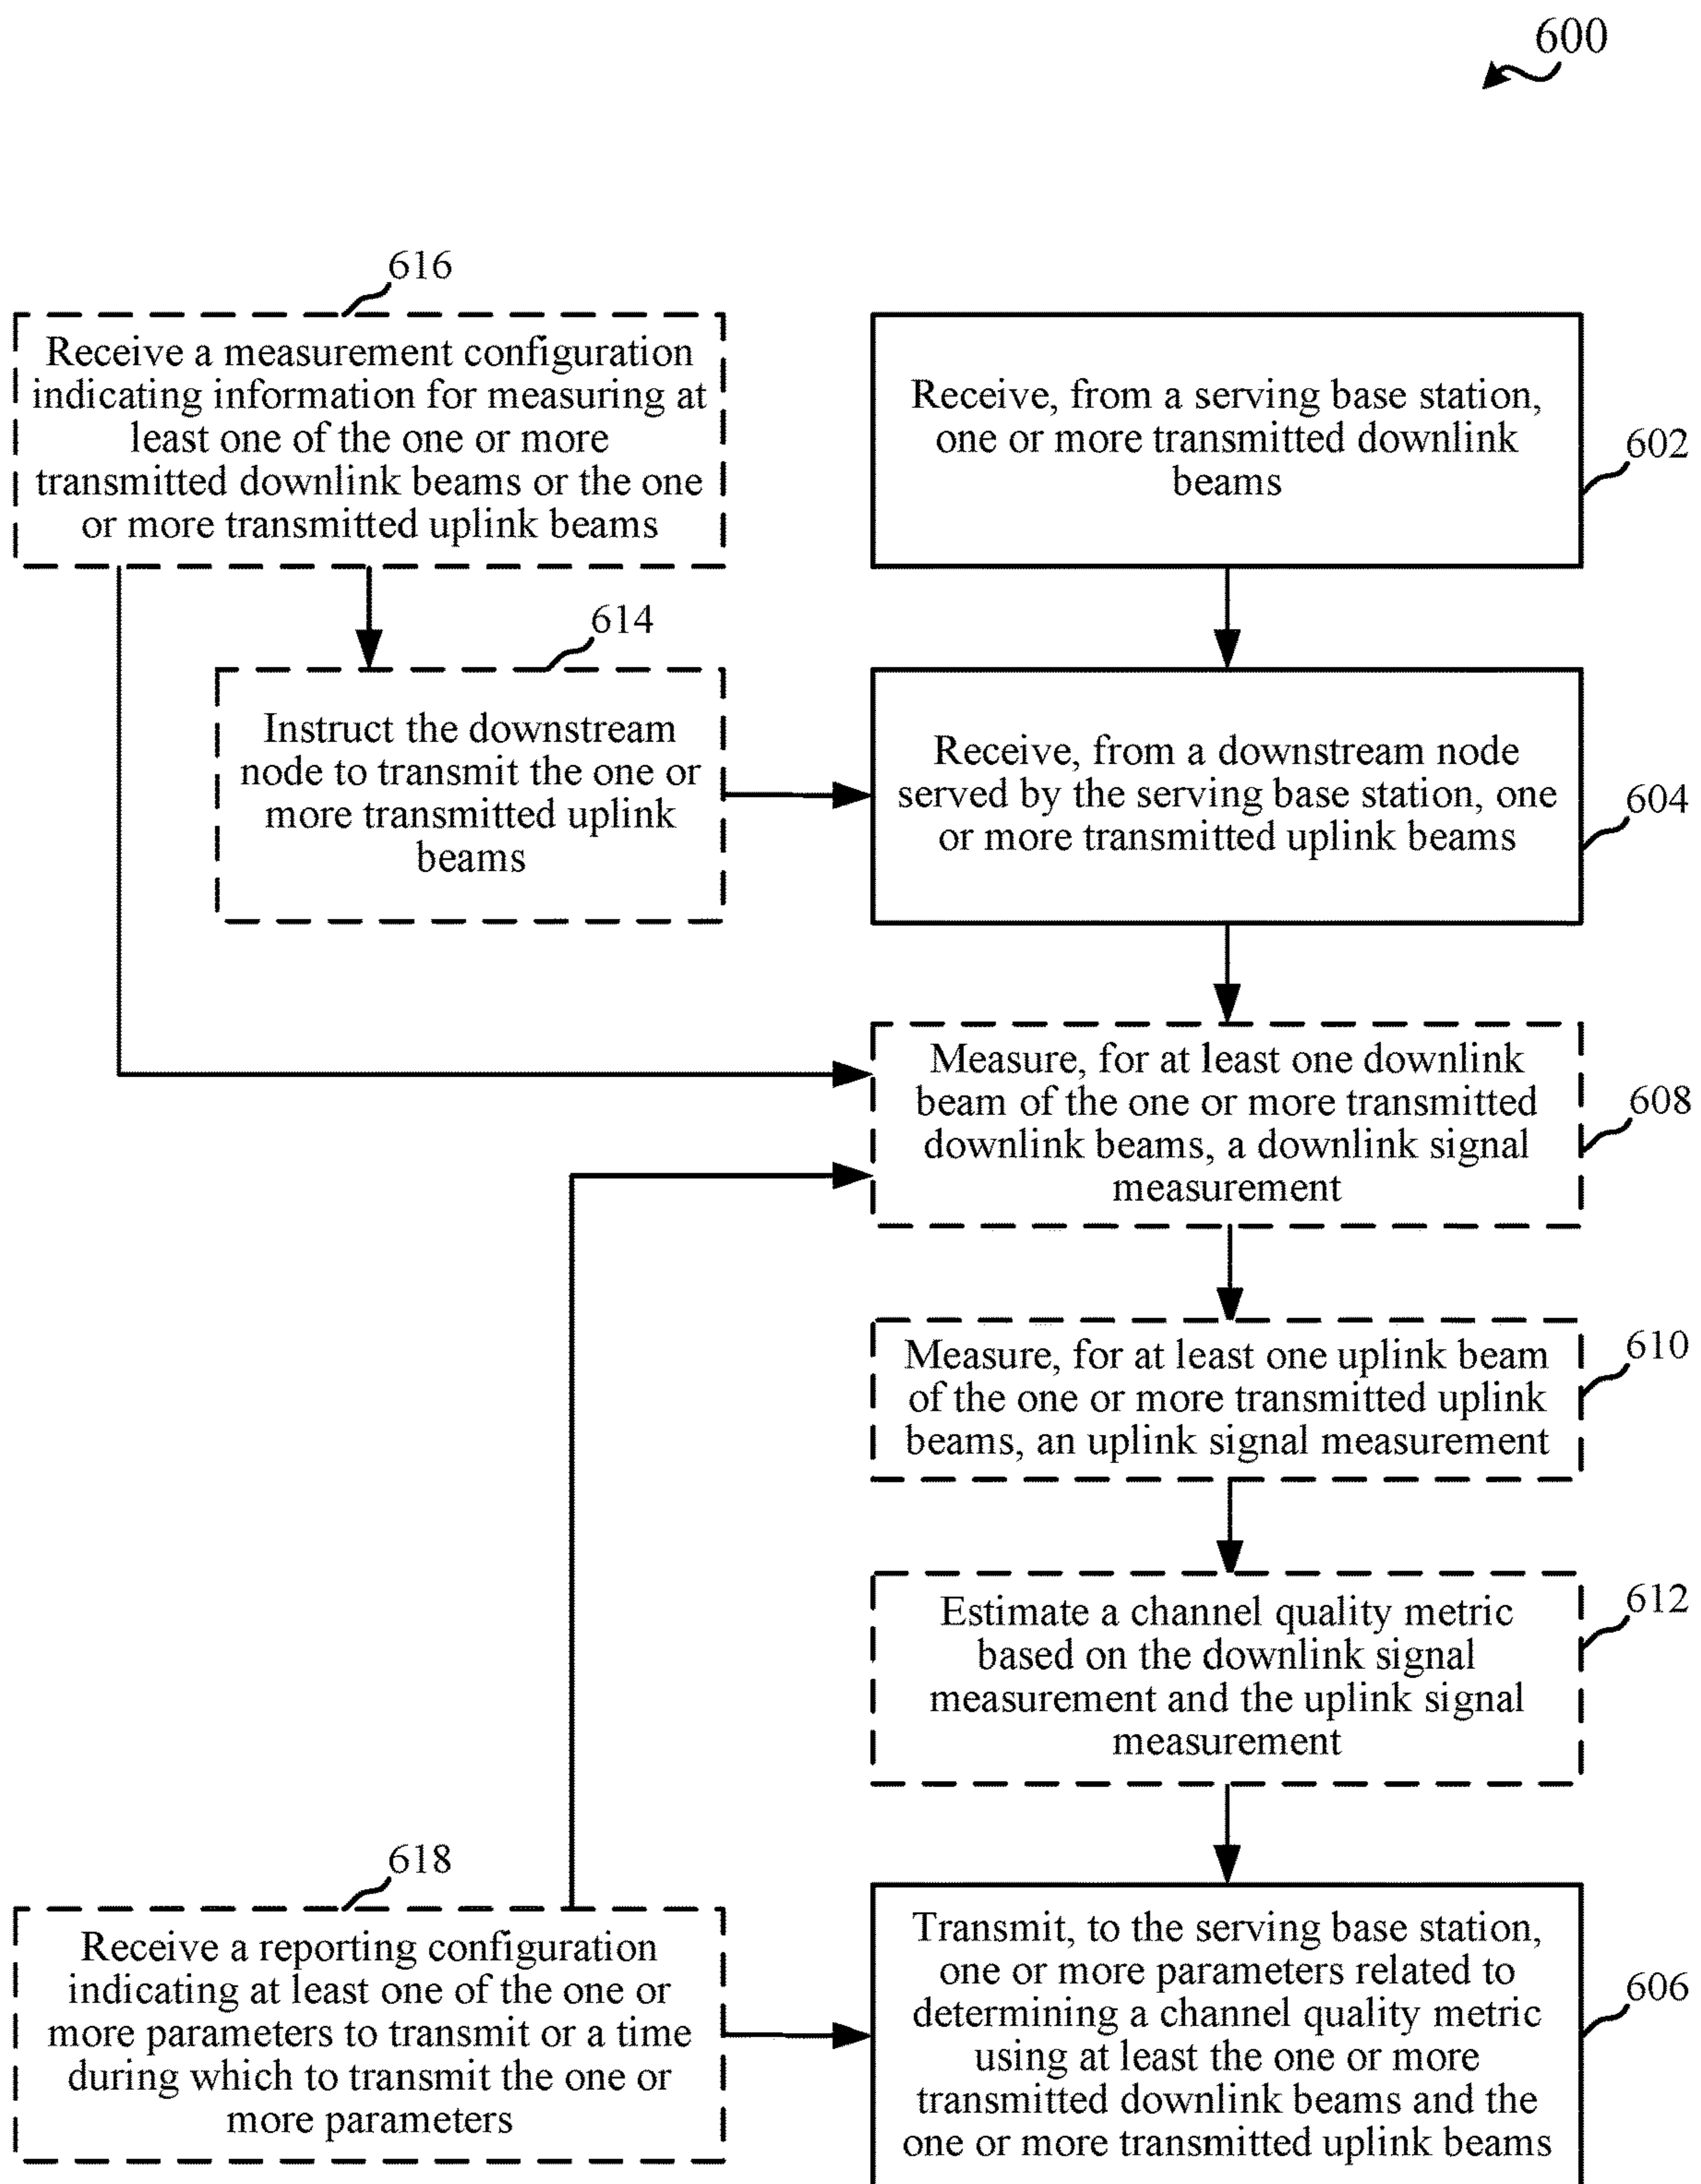 600
616
Receive a measurement configuration
indicating information for measuring at
least one of the one or more
transmitted downlink beams or the one
or more transmitted uplink beams
Receive, from a serving base station,
one or more transmitted downlink
beams
602
614
Instruct the downstream
node to transmit the one or
more transmitted uplink
beams
Receive, from a downstream node
served by the serving base station, one
or more transmitted uplink beams
604
Measure, for at least one downlink
beam of the one or more transmitted
downlink beams, a downlink signal
measurement
608
Measure, for at least one uplink beam
of the one or more transmitted uplink
beams, an uplink signal measurement
610
Estimate a channel quality metric
based on the downlink signal
measurement and the uplink signal
measurement
612
618
Receive a reporting configuration
indicating at least one of the one or
more parameters to transmit or a time
during which to transmit the one or
more parameters
Transmit, to the serving base station,
one or more parameters related to
determining a channel quality metric
using at least the one or more
transmitted downlink beams and the
one or more transmitted uplink beams
606